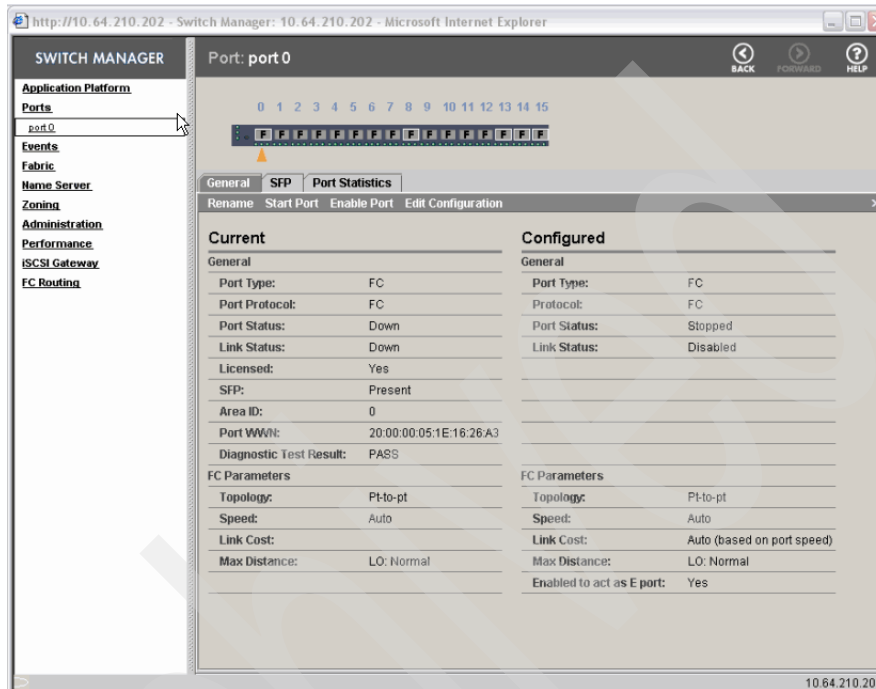 http://10.64.210.202 - Switch Manager: 10.64.210.202 - Microsoft Internet Explorer
SWITCH MANAGER
Port: port 0
BACK
FORWARD
HELP
Application Platform
Ports
port 0
Events
Fabric
Name Server
Zoning
Administration
Performance
iSCSI Gateway
FC Routing
0 1 2 3 4 5 6 7 8 9 10 11 12 13 14 15
F F F F F F F F F F F F F F F F
General SFP Port Statistics
Rename Start Port Enable Port Edit Configuration
Current
General
Port Type: FC
Port Protocol: FC
Port Status: Down
Link Status: Down
Licensed: Yes
SFP: Present
Area ID: 0
Port WWN: 20:00:00:05:1E:16:26:A3
Diagnostic Test Result: PASS
FC Parameters
Topology: Pt-to-pt
Speed: Auto
Link Cost:
Max Distance: LO: Normal
Configured
General
Port Type: FC
Protocol: FC
Port Status: Stopped
Link Status: Disabled
FC Parameters
Topology: Pt-to-pt
Speed: Auto
Link Cost: Auto (based on port speed)
Max Distance: LO: Normal
Enabled to act as E port: Yes
10.64.210.20